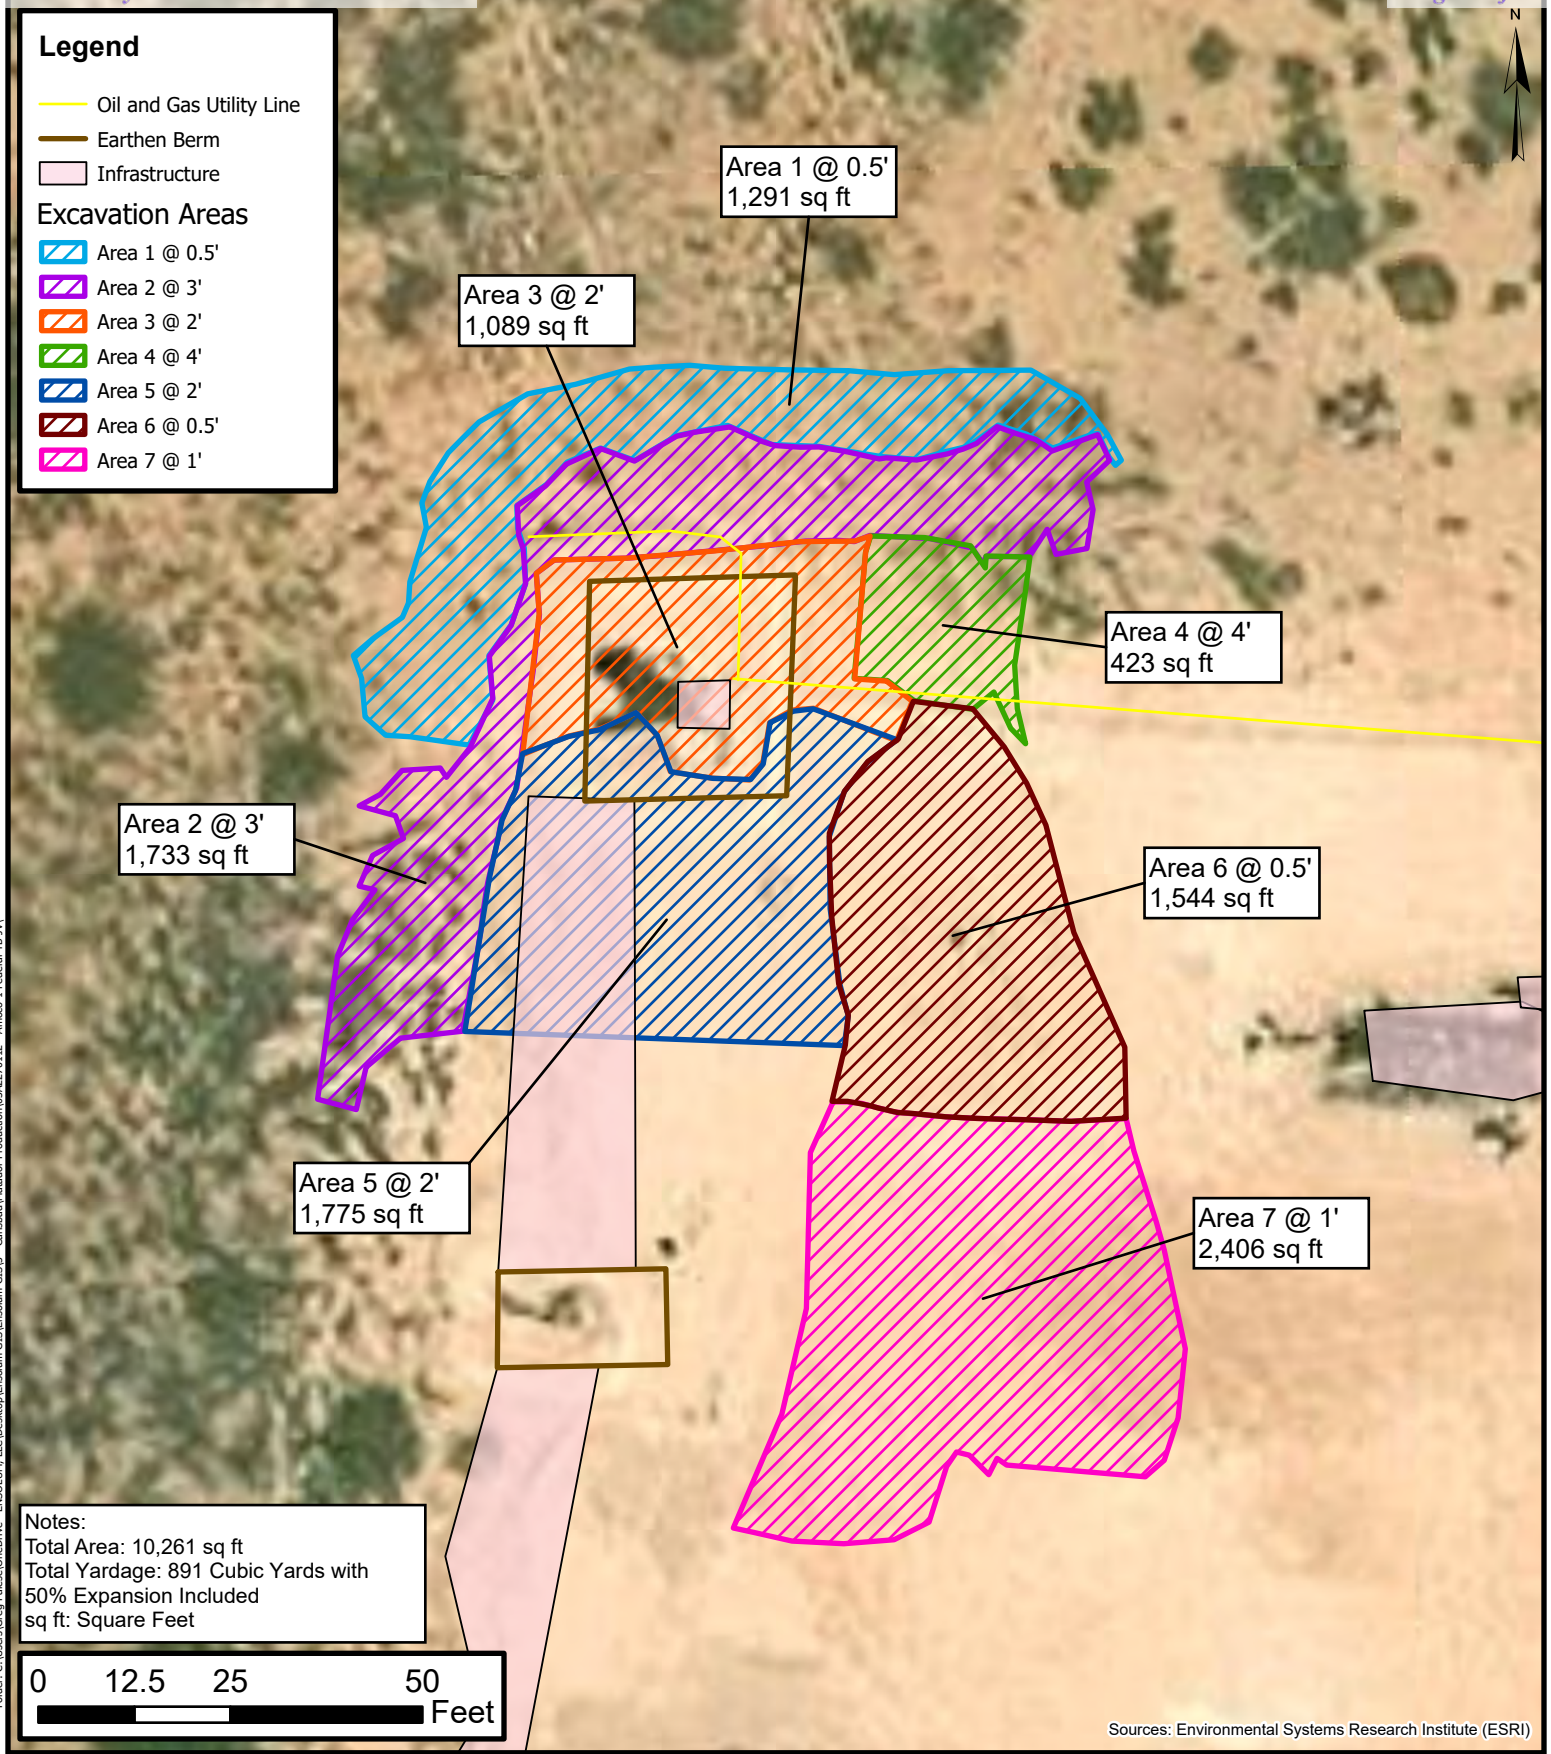 Legend
Oil and Gas Utility Line
Earthen Berm
Infrastructure
Excavation Areas
Area 1 @ 0.5'
Area 2 @ 3'
Area 3 @ 2'
Area 4 @ 4'
Area 5 @ 2'
Area 6 @ 0.5'
Area 7 @ 1'
N
Area 1 @ 0.5'
1,291 sq ft
Area 3 @ 2'
1,089 sq ft
Area 4 @ 4'
423 sq ft
Area 2 @ 3'
1,733 sq ft
Area 6 @ 0.5'
1,544 sq ft
Area 5 @ 2'
1,775 sq ft
Area 7 @ 1'
2,406 sq ft
Notes:
Total Area: 10,261 sq ft
Total Yardage: 891 Cubic Yards with
50% Expansion Included
sq ft: Square Feet
0 12.5 25 50
Feet
Sources: Environmental Systems Research Institute (ESRI)